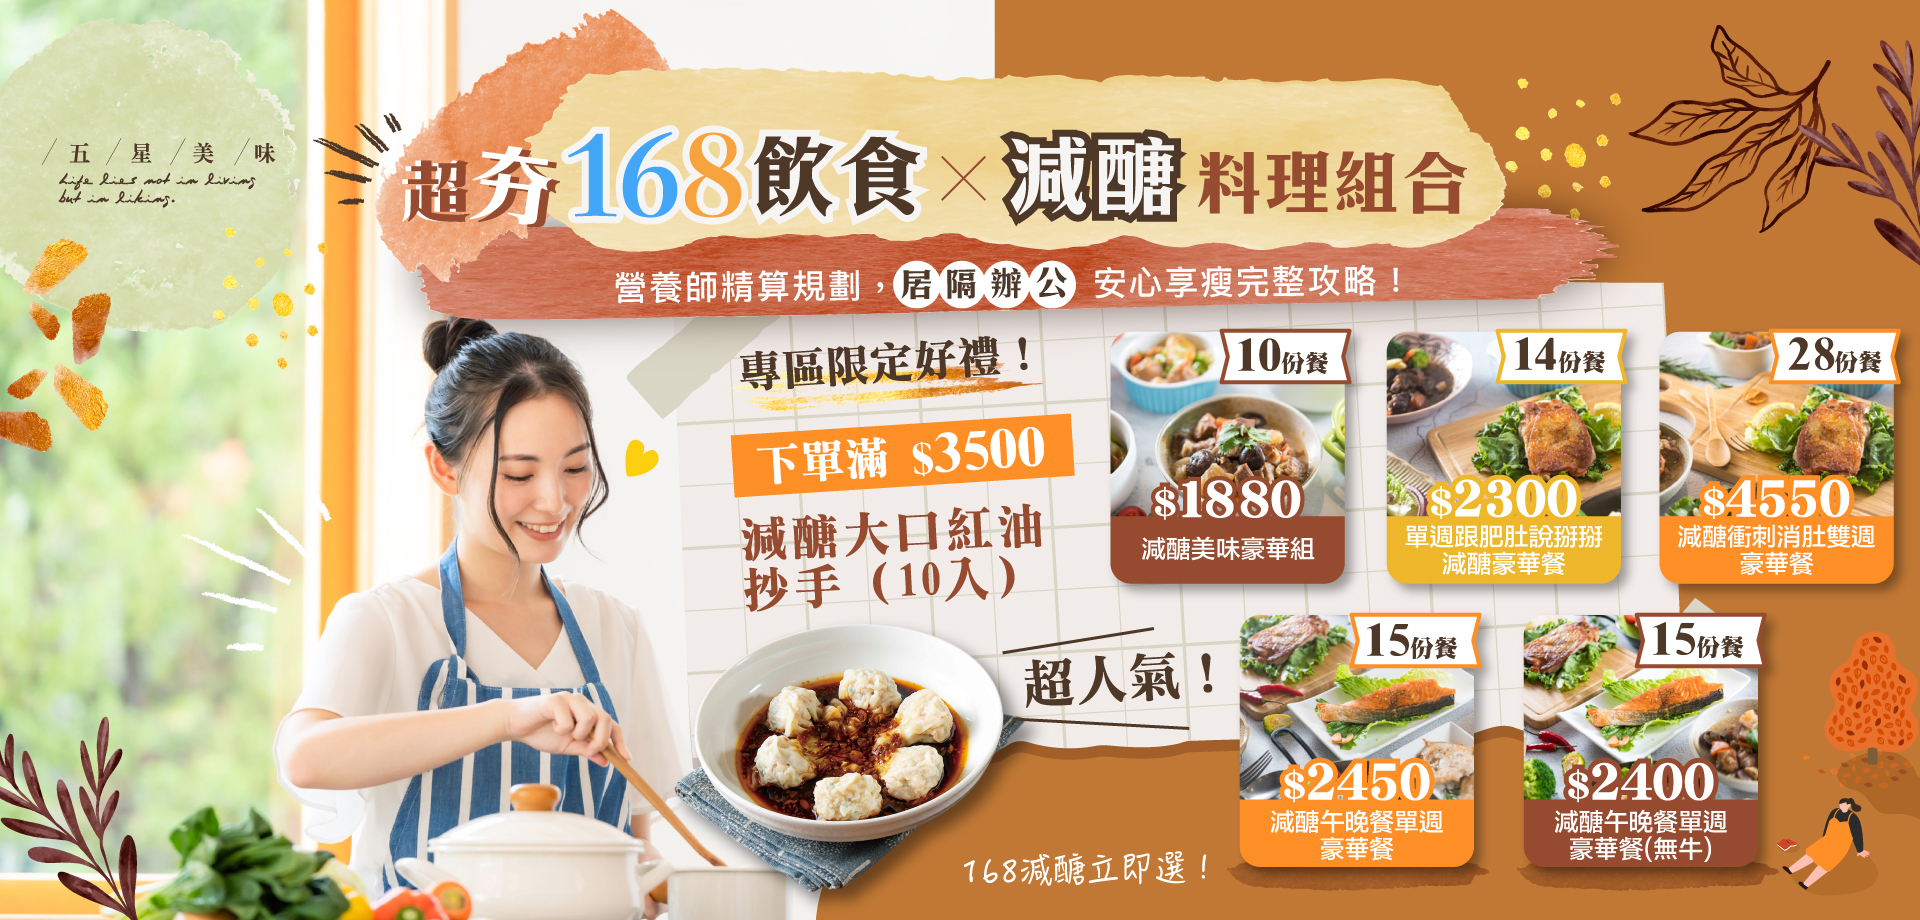 五 星 美 味
Life lies not in living
but in liking.
超夯168飲食×減醣料理組合
營養師精算規劃，居隔辦公 安心享瘦完整攻略！
專區限定好禮！
下單滿 $3500
減醣大口紅油
抄手（10入）
超人氣！
168減醣立即選！
10份餐
$1880
減醣美味豪華組
14份餐
$2300
單週跟肥肚說掰掰
減醣豪華餐
28份餐
$4550
減醣衝刺消肚雙週
豪華餐
15份餐
$2450
減醣午晚餐單週
豪華餐
15份餐
$2400
減醣午晚餐單週
豪華餐(無牛)